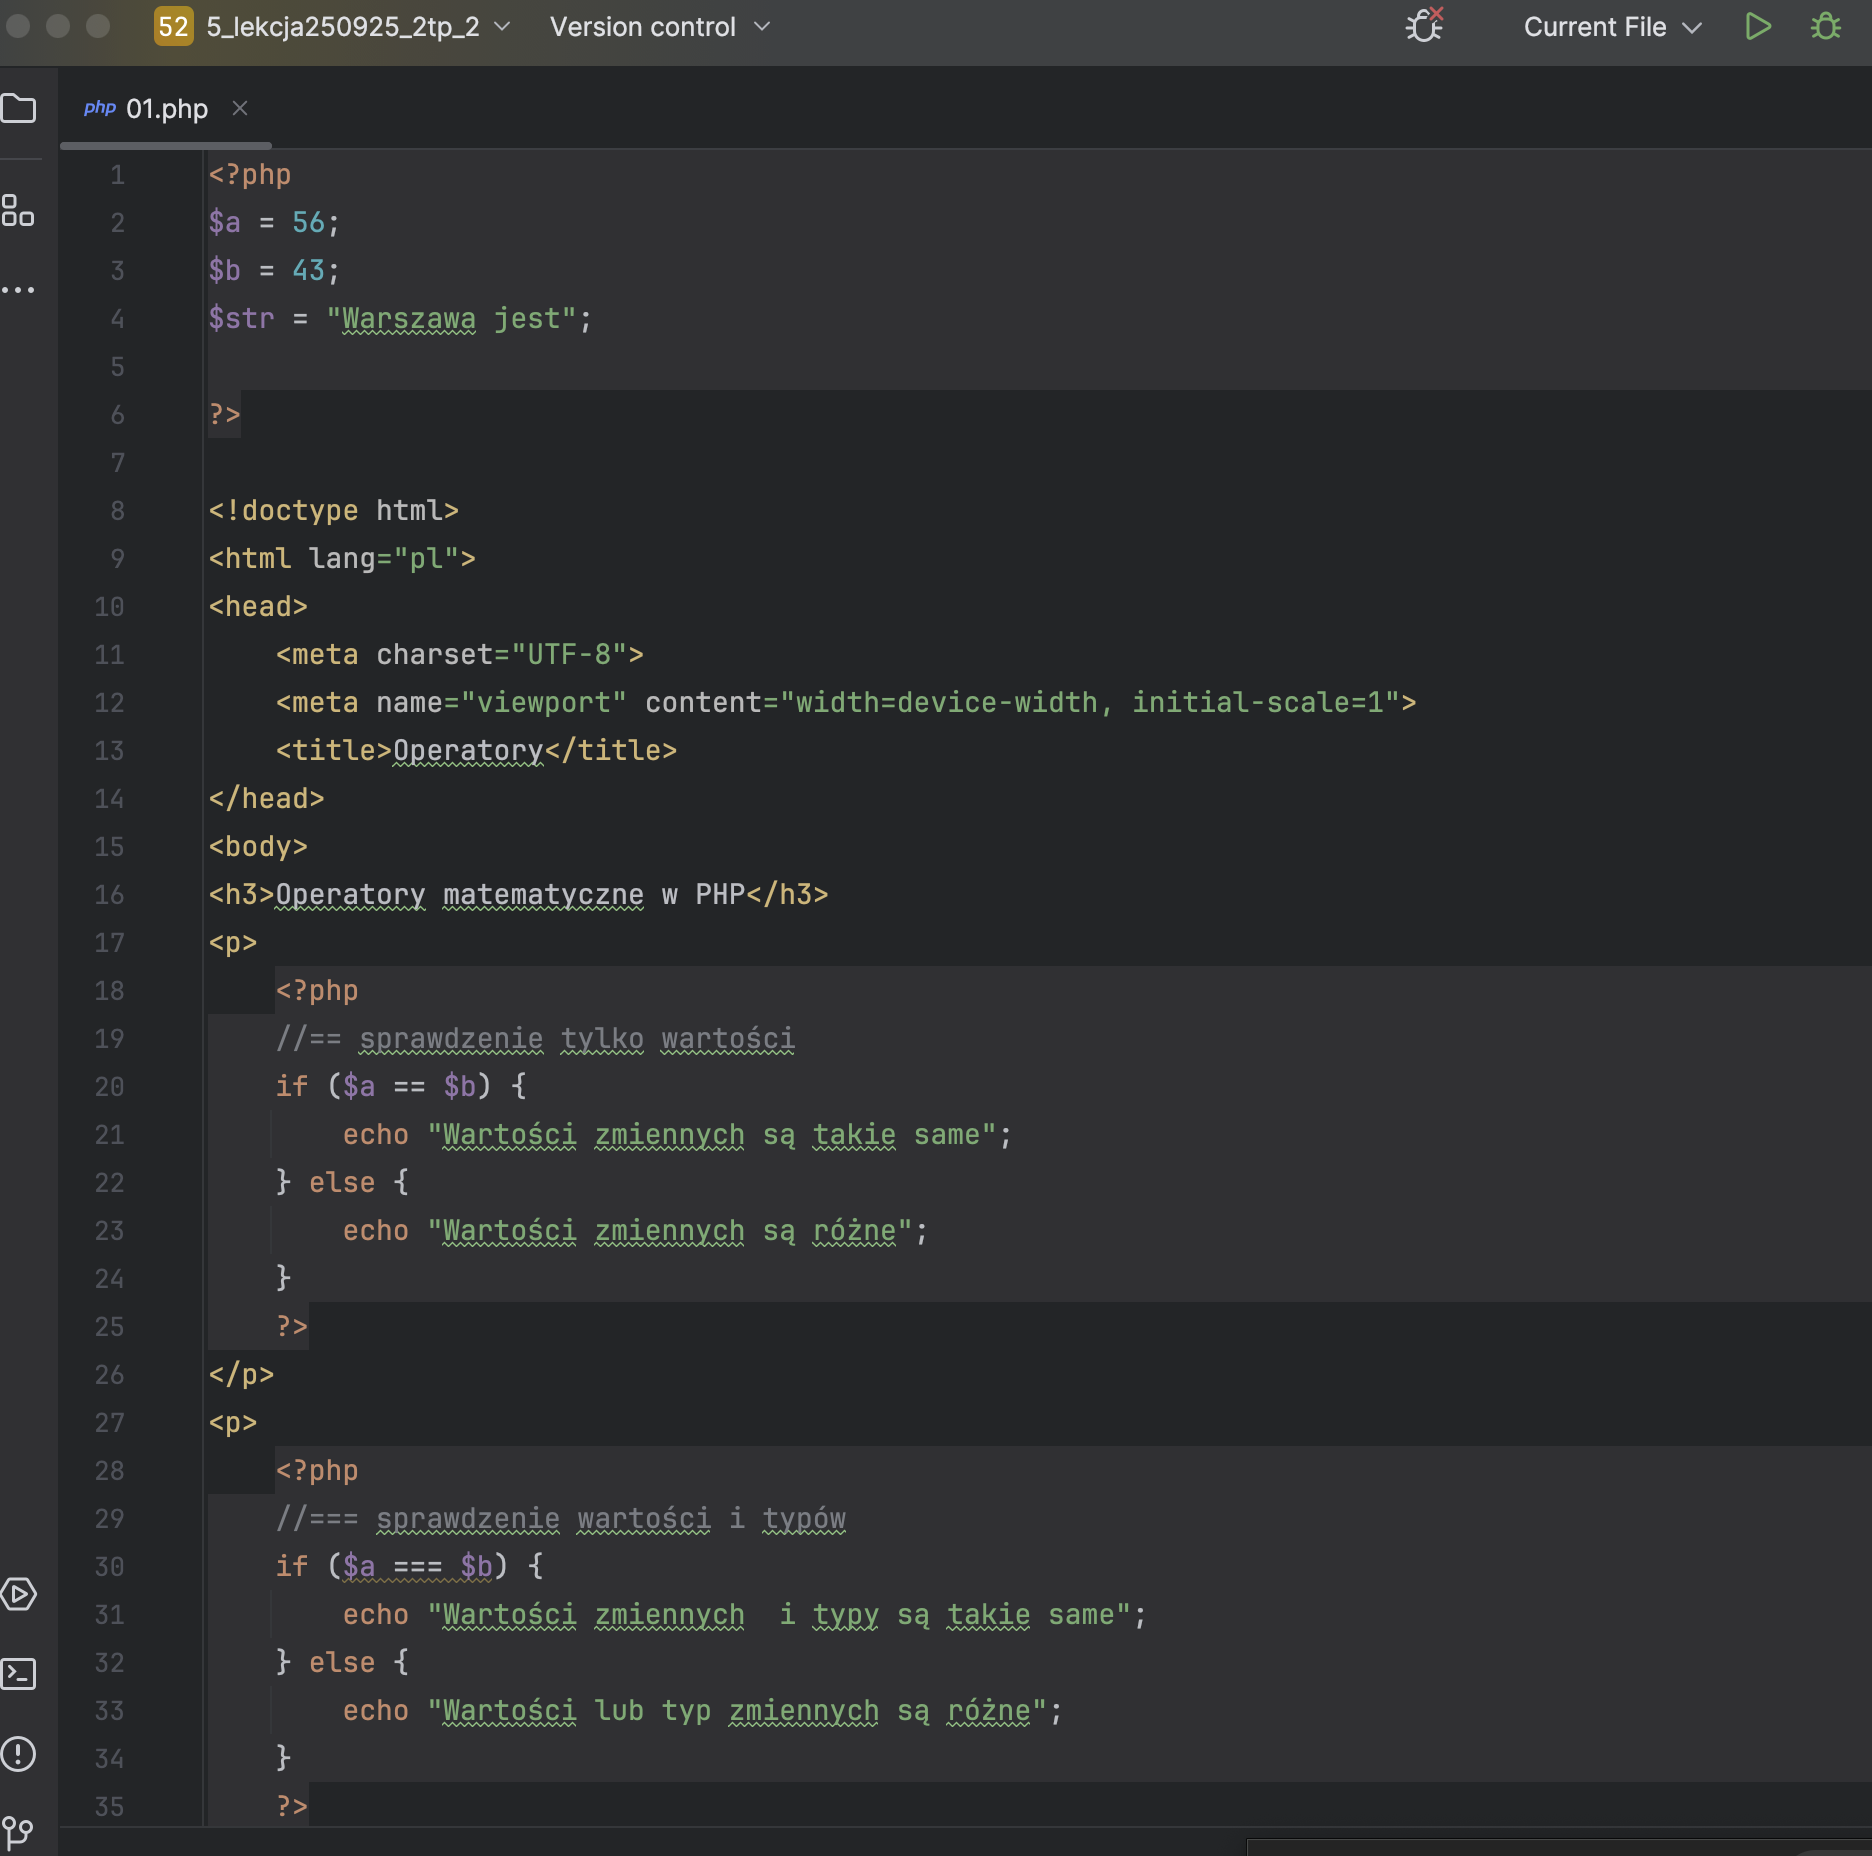 52 5_lekcja250925_2tp_2 Version control Current File
php 01.php
1 <?php
2 $a = 56;
3 $b = 43;
4 $str = "Warszawa jest";
5
6 ?>
7
8 <!doctype html>
9 <html lang="pl">
10 <head>
11     <meta charset="UTF-8">
12     <meta name="viewport" content="width=device-width, initial-scale=1">
13     <title>Operatory</title>
14 </head>
15 <body>
16 <h3>Operatory matematyczne w PHP</h3>
17 <p>
18     <?php
19     //== sprawdzenie tylko wartości
20     if ($a == $b) {
21         echo "Wartości zmiennych są takie same";
22     } else {
23         echo "Wartości zmiennych są różne";
24     }
25     ?>
26 </p>
27 <p>
28     <?php
29     //=== sprawdzenie wartości i typów
30     if ($a === $b) {
31         echo "Wartości zmiennych  i typy są takie same";
32     } else {
33         echo "Wartości lub typ zmiennych są różne";
34     }
35     ?>